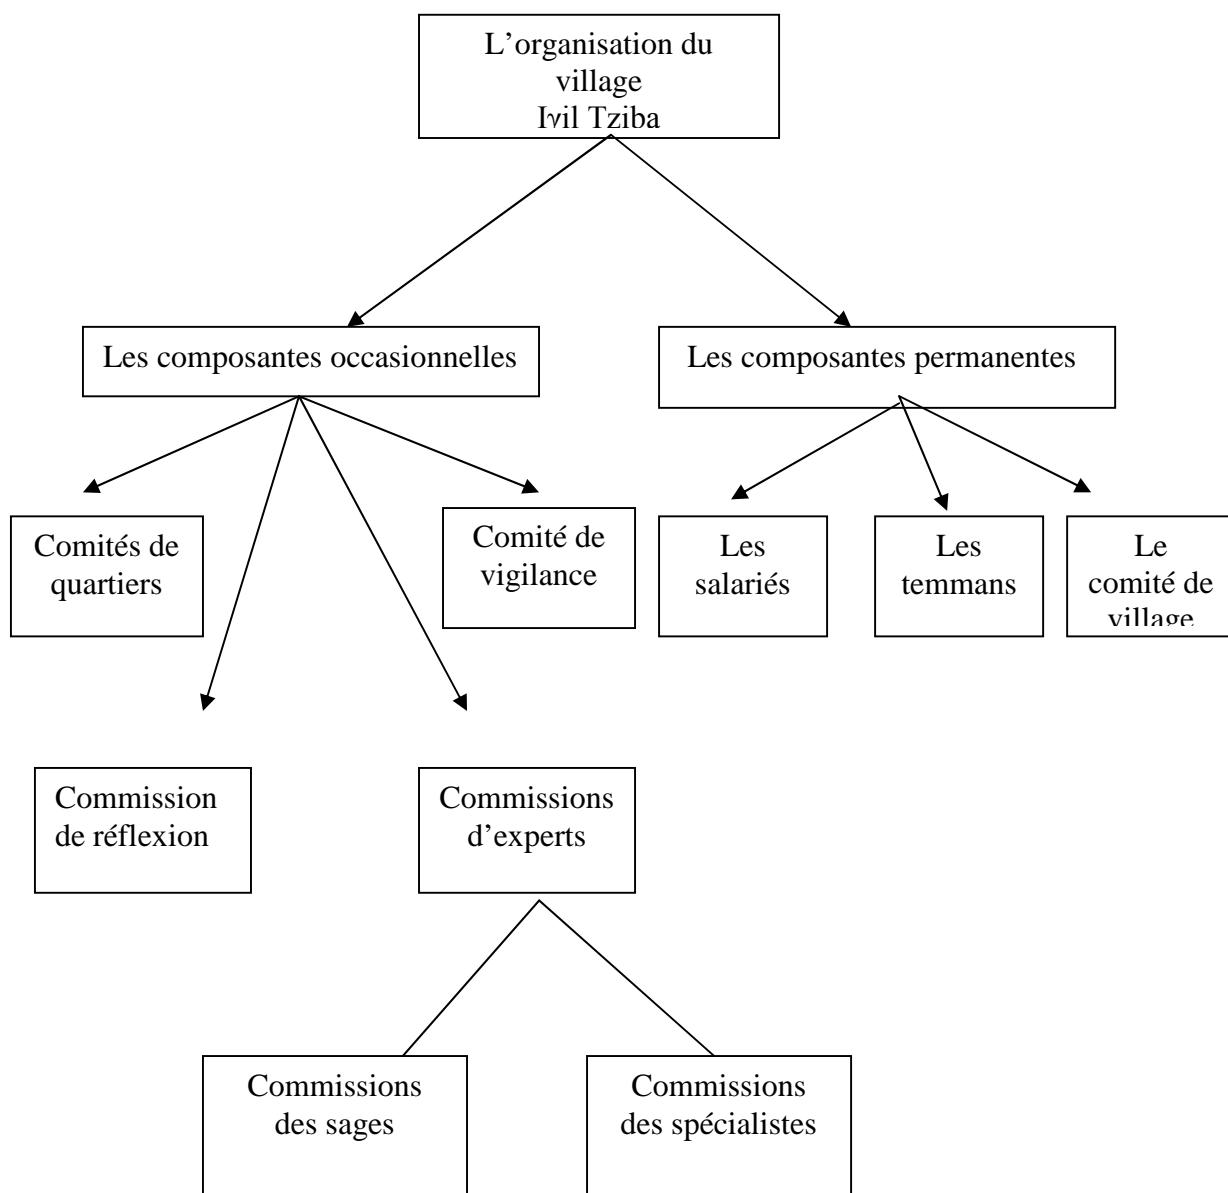 L’organisation du
village
Iγil Tziba
Les composantes occasionnelles
Les composantes permanentes
Comités de
quartiers
Comité de
vigilance
Les
salariés
Les
temmans
Le
comité de
village
Commission
de réflexion
Commissions
d’experts
Commissions
des sages
Commissions
des spécialistes